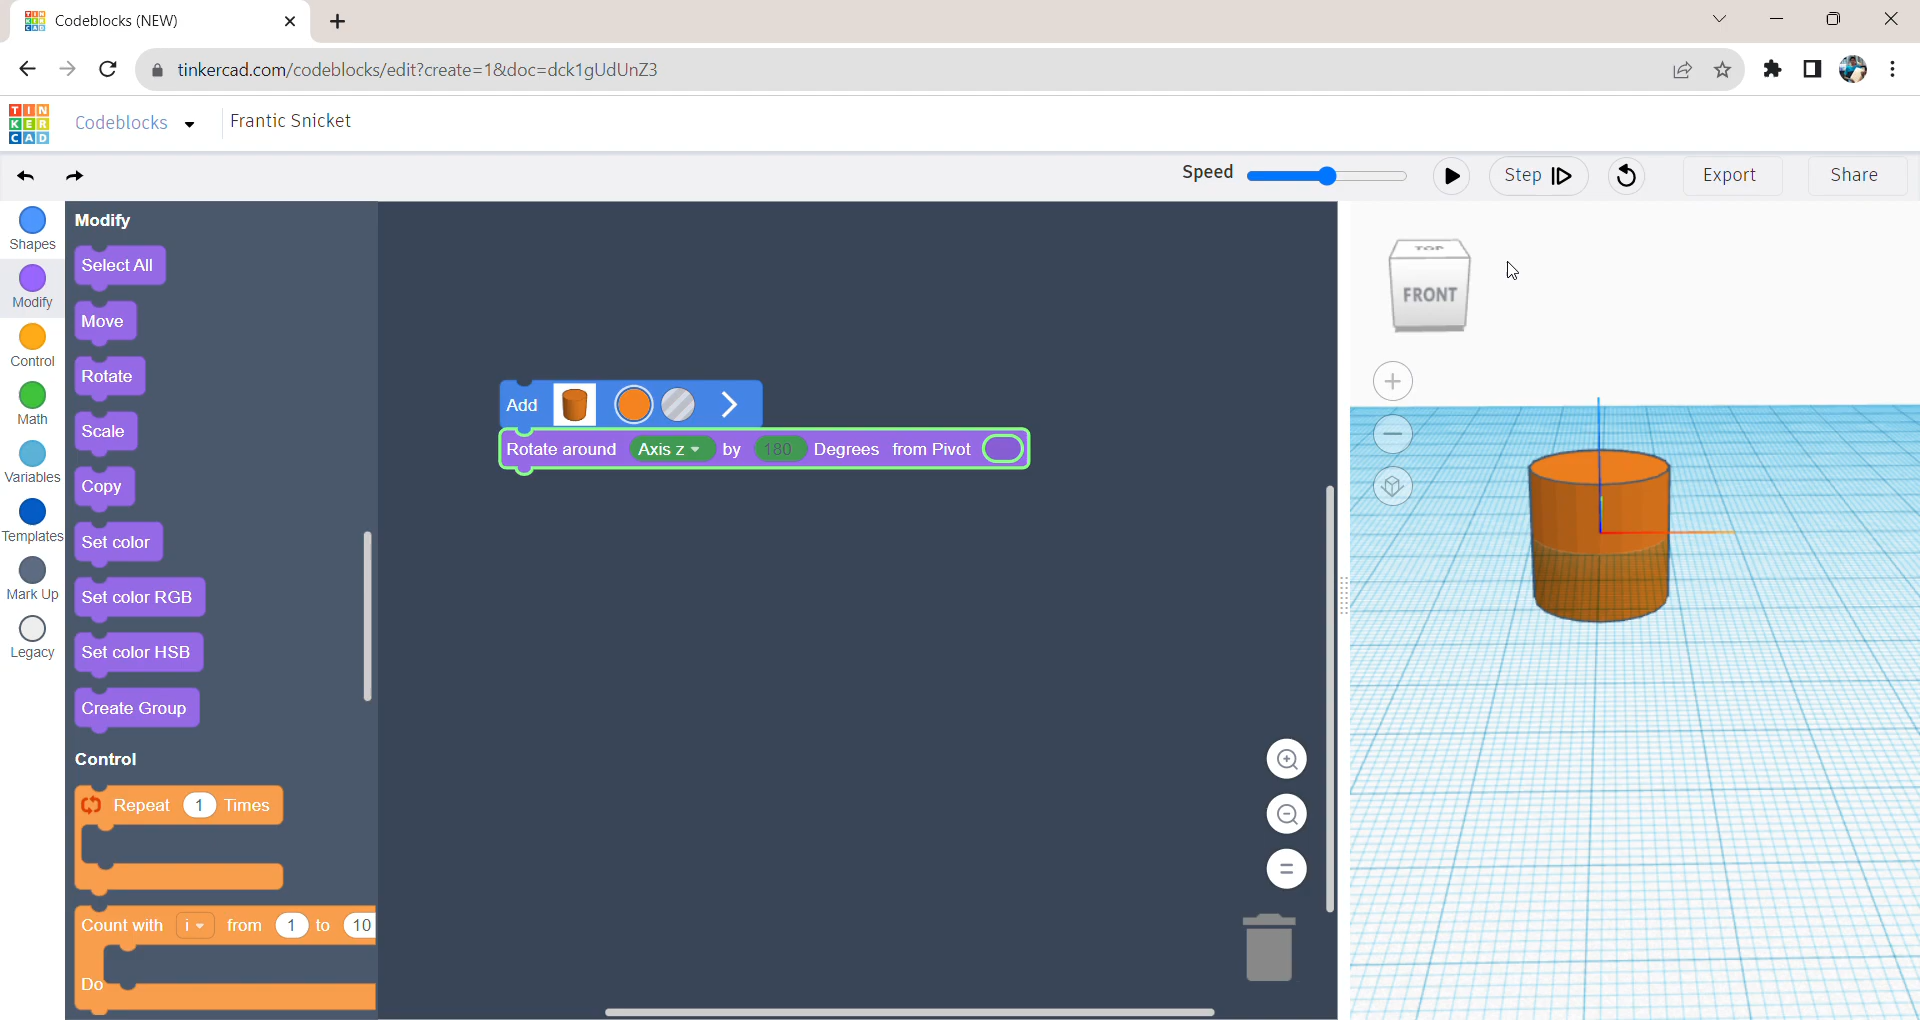 Codeblocks (NEW)
tinkercad.com/codeblocks/edit?create=1&doc=dck1gUdUnZ3
TIN
KER
CAD
Codeblocks
Frantic Snicket
Speed
Step
Export
Share
Shapes
Modify
Control
Math
Variables
Templates
Mark Up
Legacy
Modify
Select All
Move
Rotate
Scale
Copy
Set color
Set color RGB
Set color HSB
Create Group
Control
Repeat 1 Times
Count with i from 1 to 10
Do
Add
Rotate around Axis z by 180 Degrees from Pivot
TOP
FRONT